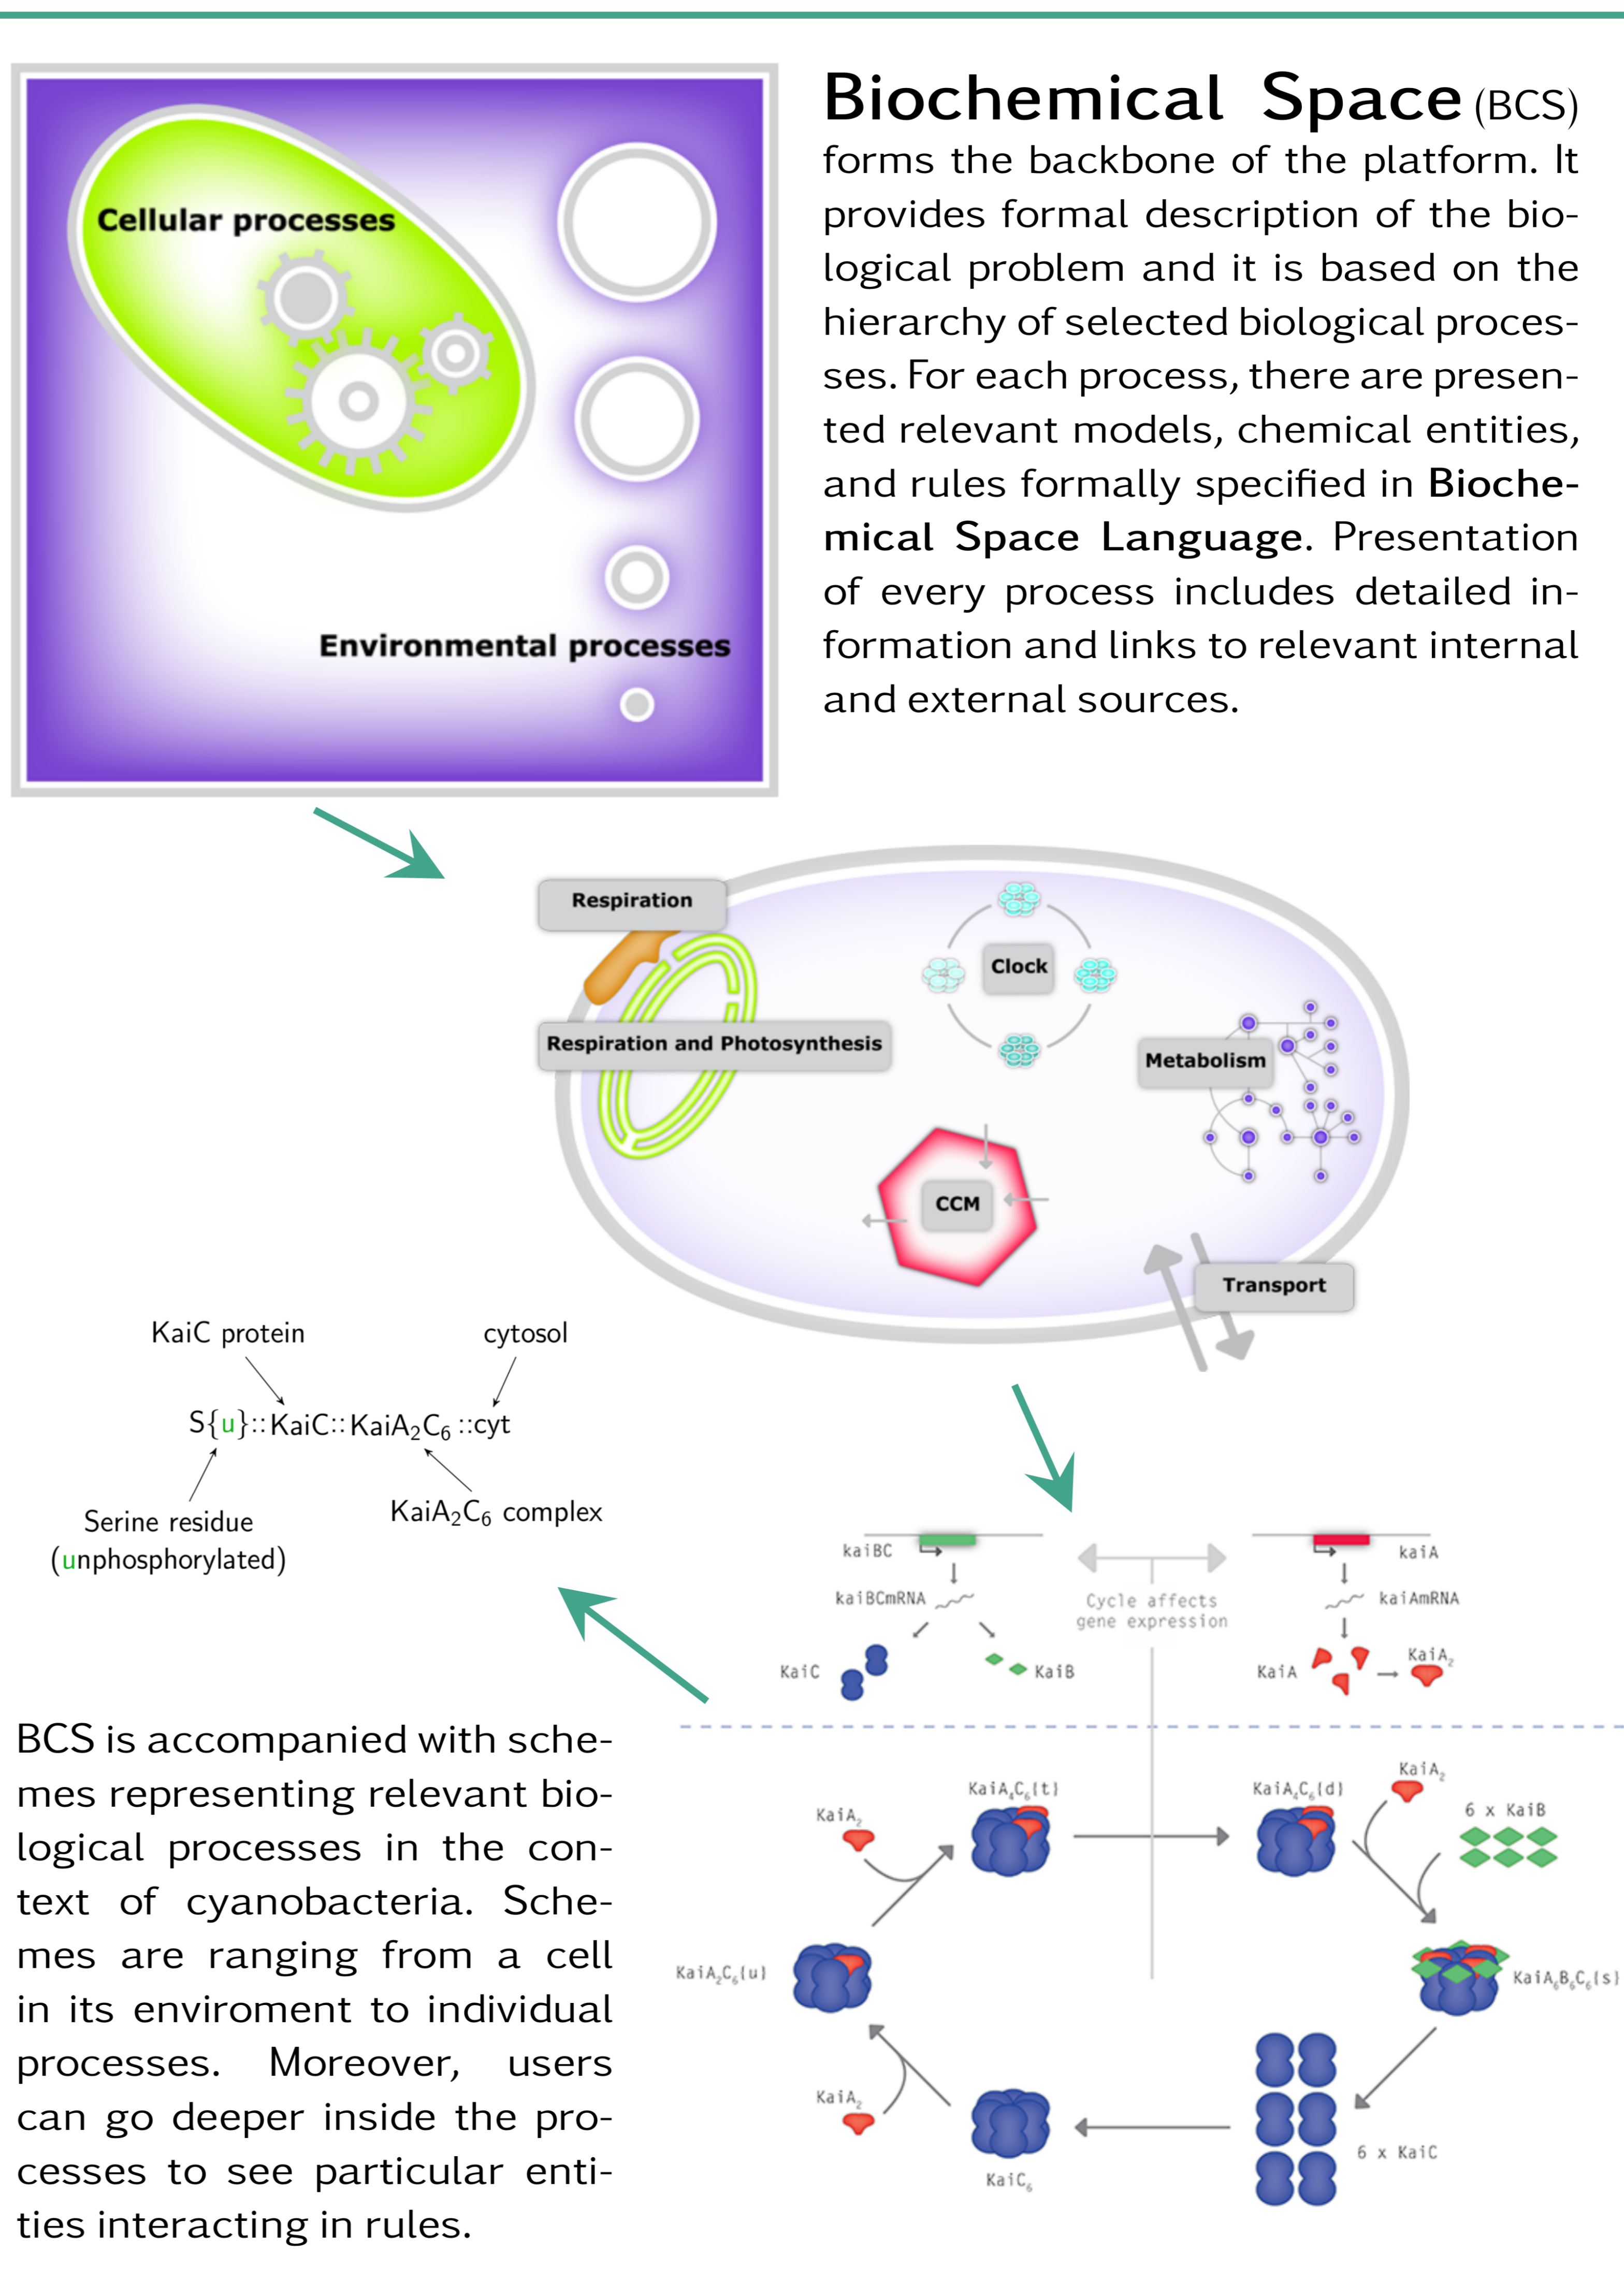 Cellular processes
Environmental processes
Biochemical Space (BCS)
forms the backbone of the platform. It
provides formal description of the bio-
logical problem and it is based on the
hierarchy of selected biological proces-
ses. For each process, there are presen-
ted relevant models, chemical entities,
and rules formally specified in Bioche-
mical Space Language. Presentation
of every process includes detailed in-
formation and links to relevant internal
and external sources.
Respiration
Clock
Respiration and Photosynthesis
Metabolism
CCM
Transport
KaiC protein
cytosol
S{u}::KaiC::KaiA₂C₆ ::cyt
Serine residue
(unphosphorylated)
KaiA₂C₆ complex
kaiBC
kaiA
kaiBCmRNA
Cycle affects
gene expression
kaiAmRNA
KaiC
KaiB
KaiA
KaiA₂
BCS is accompanied with sche-
mes representing relevant bio-
logical processes in the con-
text of cyanobacteria. Sche-
mes are ranging from a cell
in its enviroment to individual
processes. Moreover, users
can go deeper inside the pro-
cesses to see particular enti-
ties interacting in rules.
KaiA₂
KaiA₄C₆{t}
KaiA₄C₆{d}
KaiA₂
6 x KaiB
KaiA₂C₆{u}
KaiA₆B₆C₆{s}
KaiA₂
KaiC₆
6 x KaiC